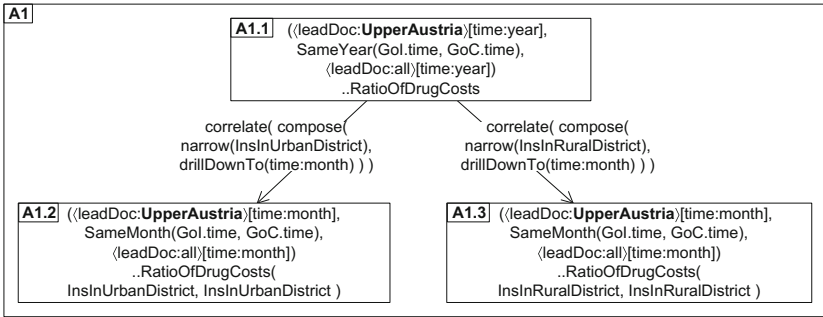 A1
A1.1 (⟨leadDoc:UpperAustria⟩[time:year],
SameYear(GoI.time, GoC.time),
⟨leadDoc:all⟩[time:year])
..RatioOfDrugCosts
correlate( compose(
narrow(InsInUrbanDistrict),
drillDownTo(time:month) ) )
correlate( compose(
narrow(InsInRuralDistrict),
drillDownTo(time:month) ) )
A1.2 (⟨leadDoc:UpperAustria⟩[time:month],
SameMonth(GoI.time, GoC.time),
⟨leadDoc:all⟩[time:month])
..RatioOfDrugCosts(
InsInUrbanDistrict, InsInUrbanDistrict )
A1.3 (⟨leadDoc:UpperAustria⟩[time:month],
SameMonth(GoI.time, GoC.time),
⟨leadDoc:all⟩[time:month])
..RatioOfDrugCosts(
InsInRuralDistrict, InsInRuralDistrict )